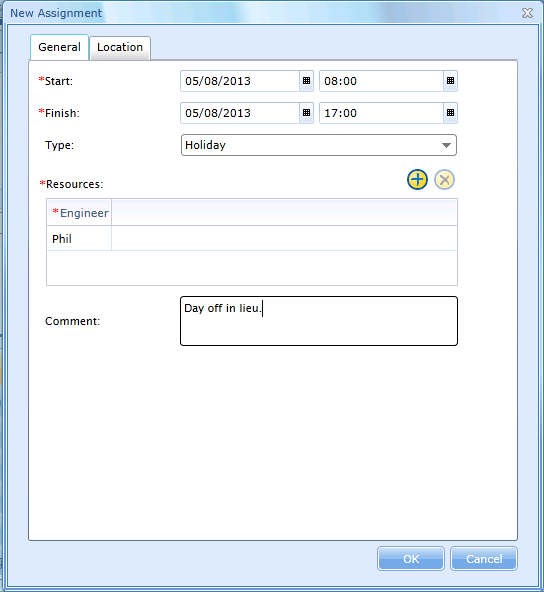 New Assignment
General Location
*Start: 05/08/2013 08:00
*Finish: 05/08/2013 17:00
Type: Holiday
*Resources:
*Engineer
Phil
Comment: Day off in lieu.
OK Cancel